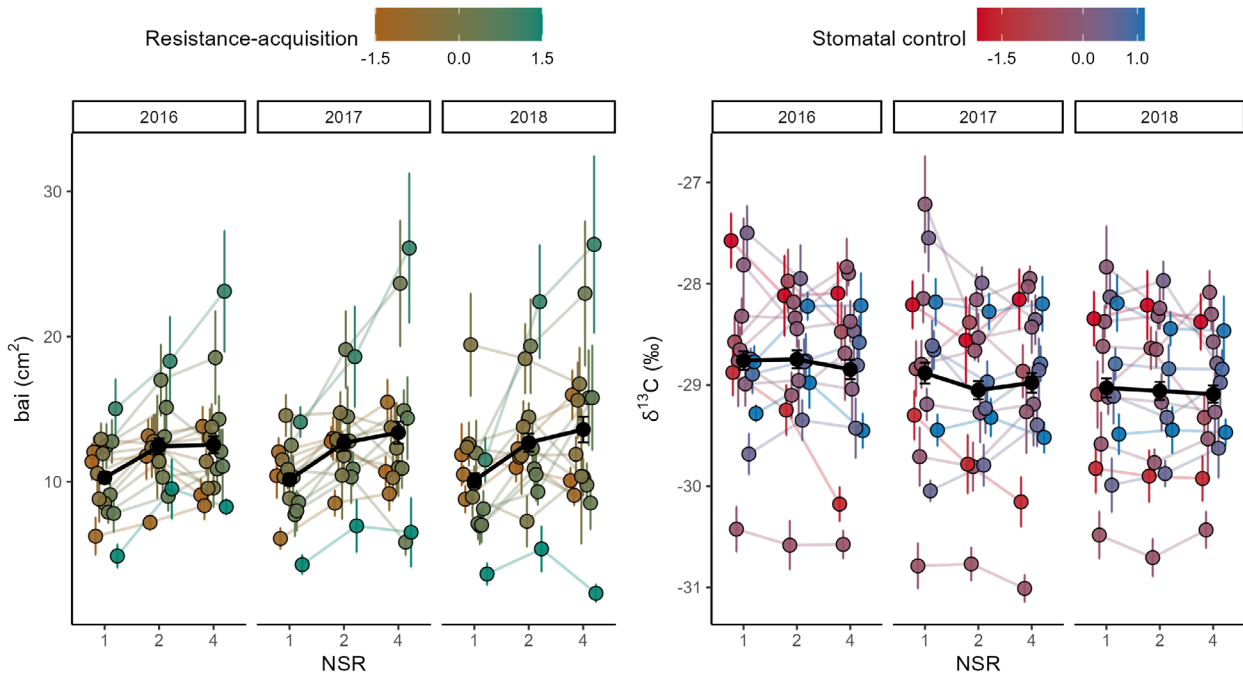 Resistance-acquisition
-1.5 0.0 1.5
2016 2017 2018
30
20
10
bai (cm²)
1 2 4 1 2 4 1 2 4
NSR
Stomatal control
-1.5 0.0 1.0
2016 2017 2018
-27
-28
-29
-30
-31
δ¹³C (‰)
1 2 4 1 2 4 1 2 4
NSR